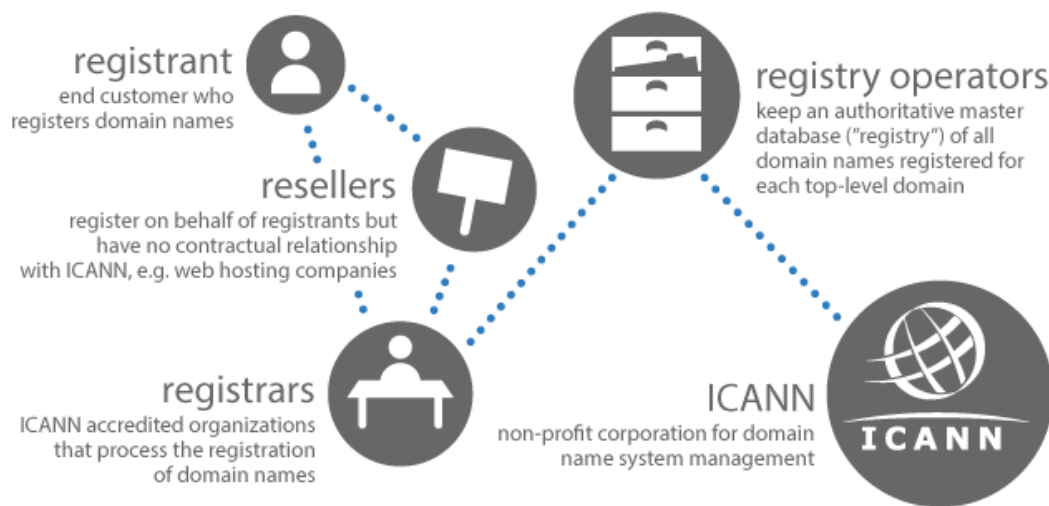 registrant
end customer who
registers domain names
resellers
register on behalf of registrants but
have no contractual relationship
with ICANN, e.g. web hosting companies
registrars
ICANN accredited organizations
that process the registration
of domain names
registry operators
keep an authoritative master
database (“registry”) of all
domain names registered for
each top-level domain
ICANN
non-profit corporation for domain
name system management
ICANN